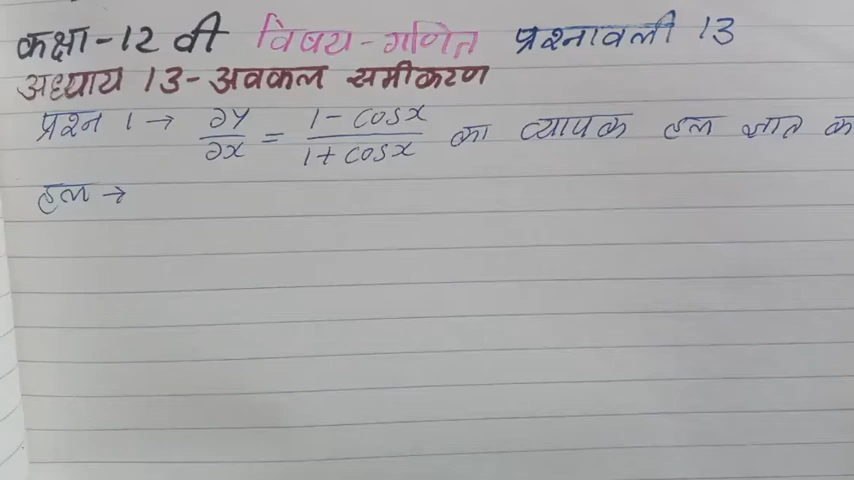 कक्षा-12 वी विषय-गणित प्रश्नावली 13
अध्याय 13-अवकल समीकरण
प्रश्न 1→ ∂y/∂x = 1-cosx/1+cosx का व्यापक हल ज्ञात क
हल →